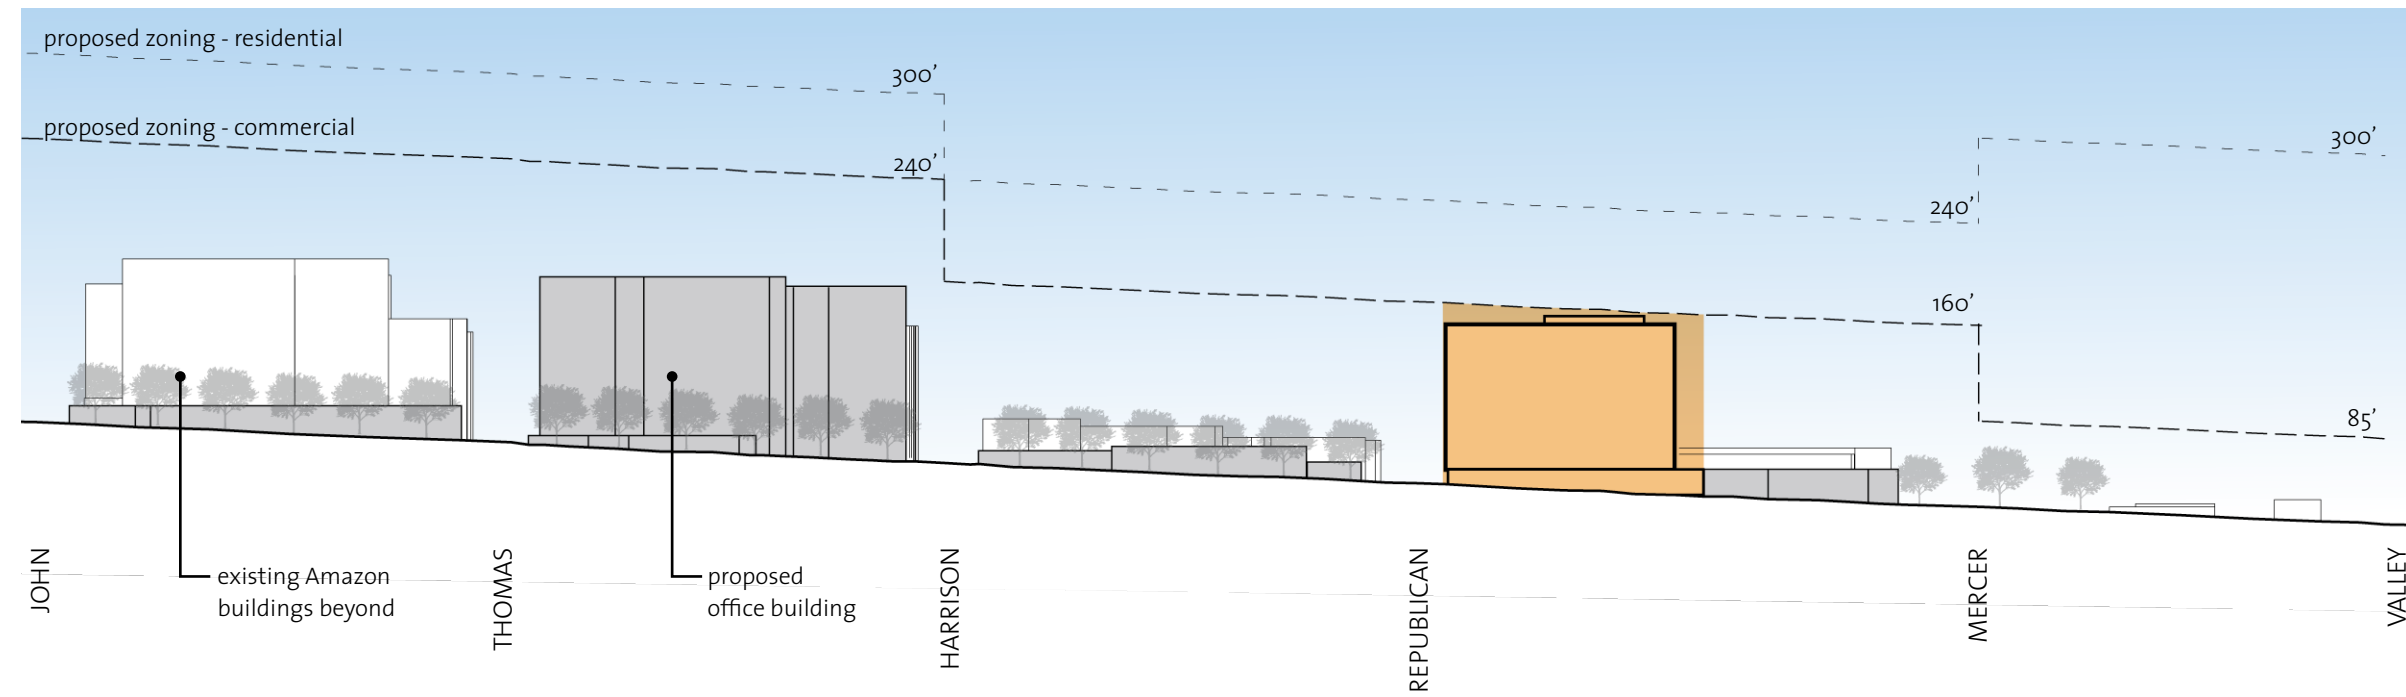 proposed zoning - residential
300’
proposed zoning - commercial
240’
300’
240’
160’
85’
existing Amazon
buildings beyond
proposed
office building
JOHN
THOMAS
HARRISON
REPUBLICAN
MERCER
VALLEY